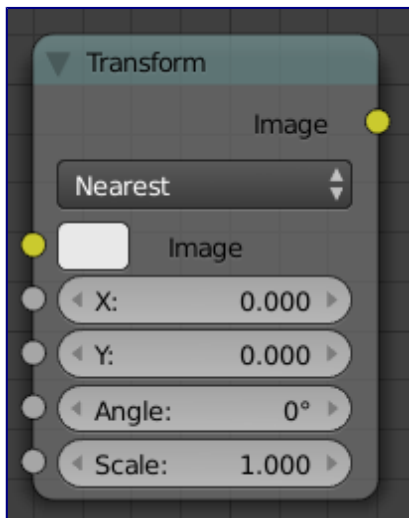 Transform
Image
Nearest
Image
X: 0.000
Y: 0.000
Angle: 0°
Scale: 1.000